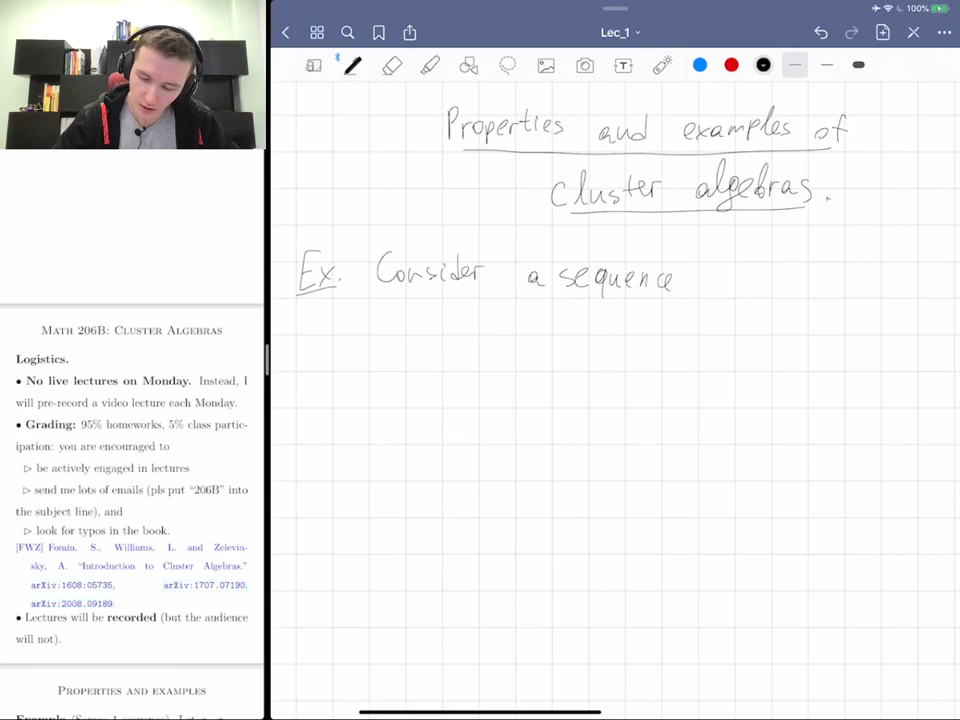 100%
Lec_1
Properties and examples of
cluster algebras.
Ex. Consider a sequence
MATH 206B: CLUSTER ALGEBRAS
Logistics.
• No live lectures on Monday. Instead, I
will pre-record a video lecture each Monday.
• Grading: 95% homeworks, 5% class partic-
ipation: you are encouraged to
▷ be actively engaged in lectures
▷ send me lots of emails (pls put “206B” into
the subject line), and
▷ look for typos in the book.
[FWZ] Fomin, S., Williams, L. and Zelevin-
sky, A. “Introduction to Cluster Algebras.”
arXiv:1608:05735, arXiv:1707.07190,
arXiv:2008.09189.
• Lectures will be recorded (but the audience
will not).
PROPERTIES AND EXAMPLES